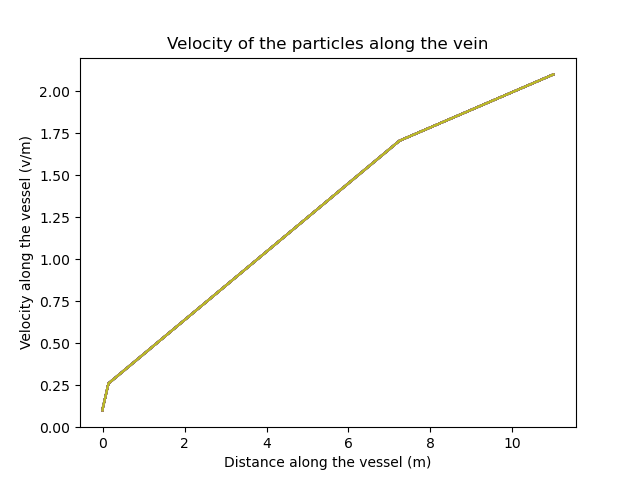 Velocity of the particles along the vein
2.00
1.75
1.50
1.25
1.00
0.75
0.50
0.25
0.00
Velocity along the vessel (v/m)
0 2 4 6 8 10
Distance along the vessel (m)